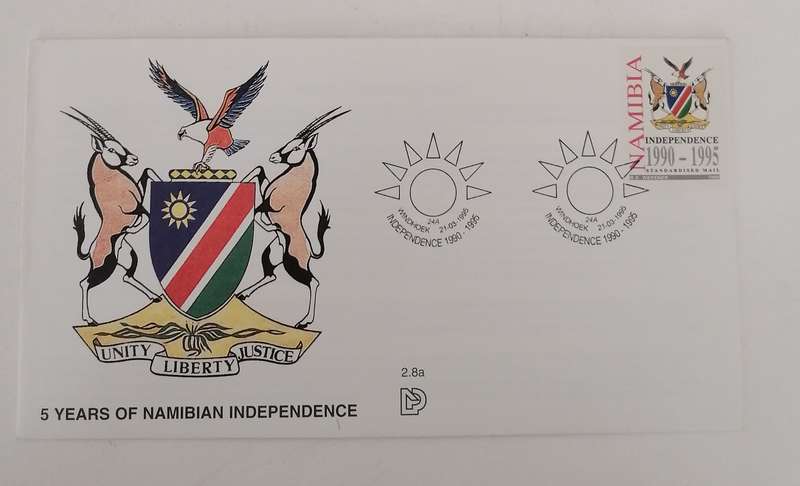 UNITY LIBERTY JUSTICE
5 YEARS OF NAMIBIAN INDEPENDENCE
24A
WINDHOEK 21-03-1995
INDEPENDENCE 1990 - 1995
24A
WINDHOEK 21-03-1995
INDEPENDENCE 1990 - 1995
NAMIBIA
INDEPENDENCE
1990 – 1995
STANDARDISED MAIL
2.8a